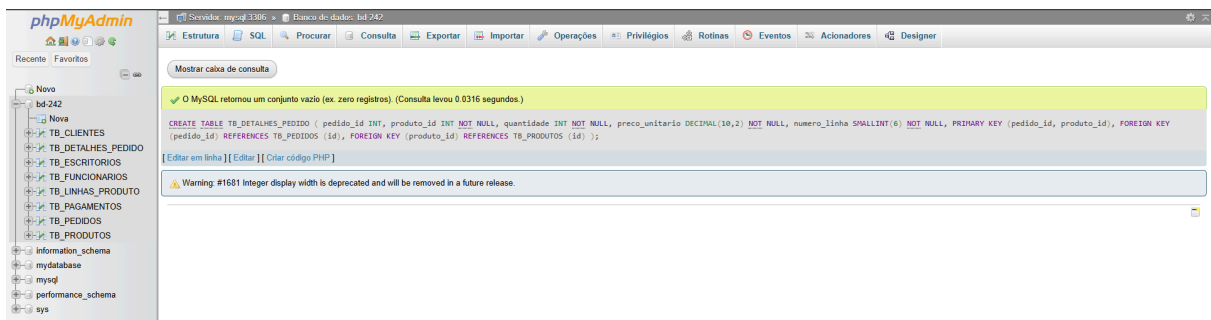 phpMyAdmin
Recente Favoritos
Novo
bd-242
Nova
TB_CLIENTES
TB_DETALHES_PEDIDO
TB_ESCRITORIOS
TB_FUNCIONARIOS
TB_LINHAS_PRODUTO
TB_PAGAMENTOS
TB_PEDIDOS
TB_PRODUTOS
information_schema
mydatabase
mysql
performance_schema
sys
Servidor: mysql:3306 » Banco de dados: bd-242
Estrutura SQL Procurar Consulta Exportar Importar Operações Privilégios Rotinas Eventos Acionadores Designer
Mostrar caixa de consulta
O MySQL retornou um conjunto vazio (ex. zero registros). (Consulta levou 0.0316 segundos.)
CREATE TABLE TB_DETALHES_PEDIDO ( pedido_id INT, produto_id INT NOT NULL, quantidade INT NOT NULL, preco_unitario DECIMAL(10,2) NOT NULL, numero_linha SMALLINT(6) NOT NULL, PRIMARY KEY (pedido_id, produto_id), FOREIGN KEY
(pedido_id) REFERENCES TB_PEDIDOS (id), FOREIGN KEY (produto_id) REFERENCES TB_PRODUTOS (id) );
[ Editar em linha ] [ Editar ] [ Criar código PHP ]
Warning: #1681 Integer display width is deprecated and will be removed in a future release.